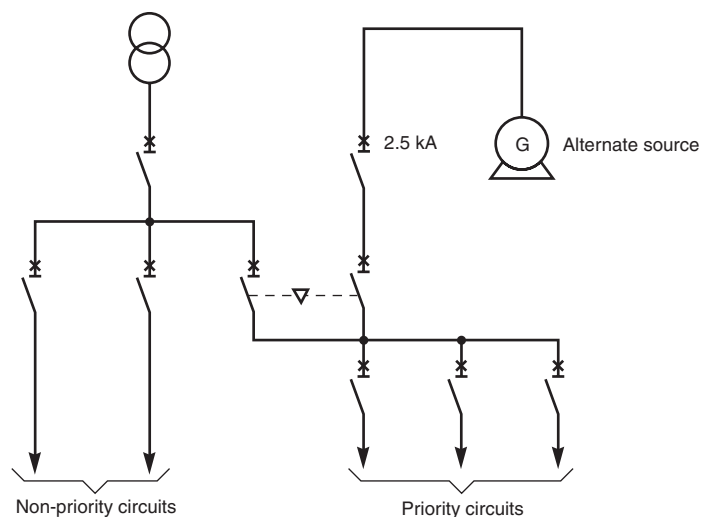 2.5 kA
G
Alternate source
Non-priority circuits
Priority circuits